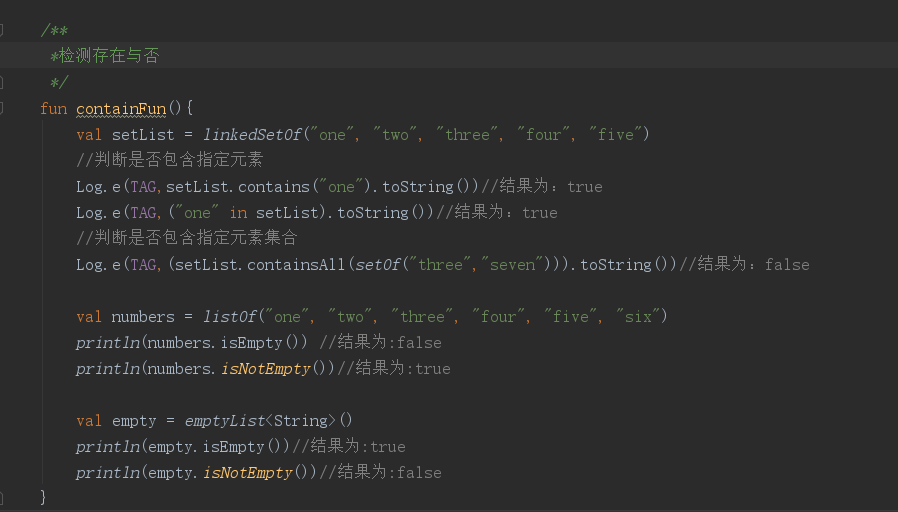 /**
*检测存在与否
*/
fun containFun(){
val setList = linkedSetOf("one", "two", "three", "four", "five")
//判断是否包含指定元素
Log.e(TAG,setList.contains("one").toString())//结果为：true
Log.e(TAG,("one" in setList).toString())//结果为：true
//判断是否包含指定元素集合
Log.e(TAG,(setList.containsAll(setOf("three","seven"))).toString())//结果为：false
val numbers = listOf("one", "two", "three", "four", "five", "six")
println(numbers.isEmpty()) //结果为:false
println(numbers.isNotEmpty())//结果为:true
val empty = emptyList<String>()
println(empty.isEmpty())//结果为:true
println(empty.isNotEmpty())//结果为:false
}